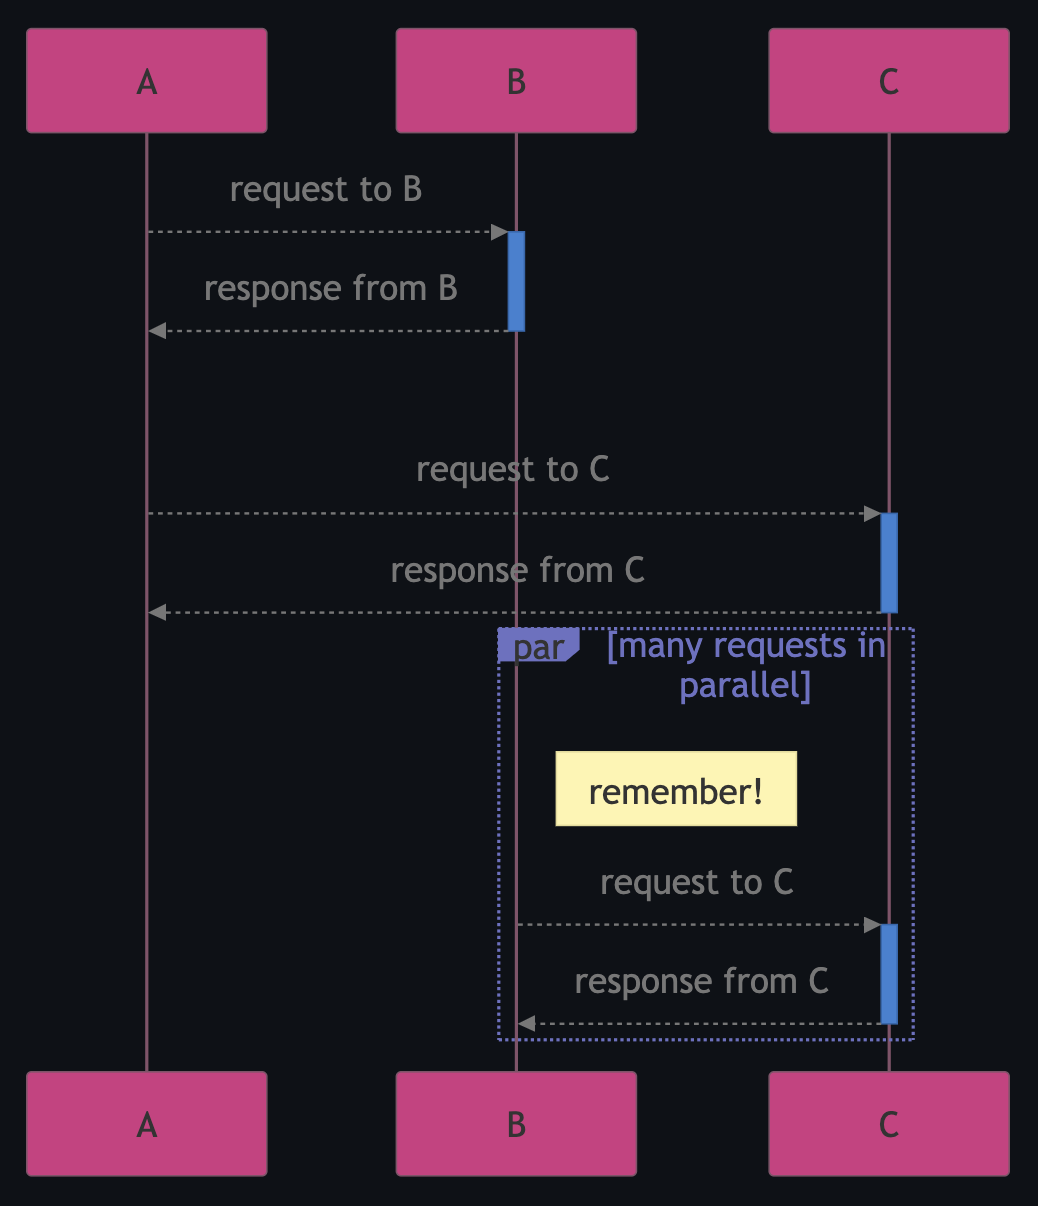 A
B
C
request to B
response from B
request to C
response from C
par
[many requests in
parallel]
remember!
request to C
response from C
A
B
C